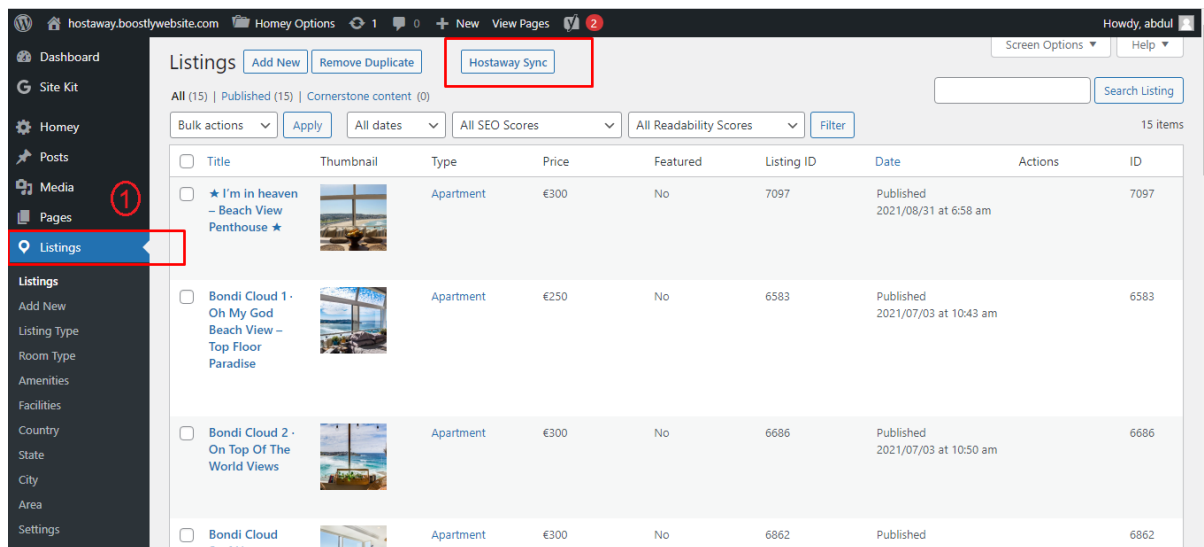 hostaway.boostlywebsite.com Homey Options 1 0 + New View Pages 2 Howdy, abdul
Dashboard
Site Kit
Homey
Posts
Media
1
Pages
Listings
Listings
Add New
Listing Type
Room Type
Amenities
Facilities
Country
State
City
Area
Settings
Screen Options ▼ Help ▼
Listings Add New Remove Duplicate Hostaway Sync
All (15) | Published (15) | Cornerstone content (0)
Search Listing
Bulk actions Apply All dates All SEO Scores All Readability Scores Filter 15 items
Title Thumbnail Type Price Featured Listing ID Date Actions ID
★ I'm in heaven Apartment €300 No 7097 Published 7097
– Beach View 2021/08/31 at 6:58 am
Penthouse ★
Bondi Cloud 1 · Apartment €250 No 6583 Published 6583
Oh My God 2021/07/03 at 10:43 am
Beach View –
Top Floor
Paradise
Bondi Cloud 2 · Apartment €300 No 6686 Published 6686
On Top Of The 2021/07/03 at 10:50 am
World Views
Bondi Cloud Apartment €300 No 6862 Published 6862